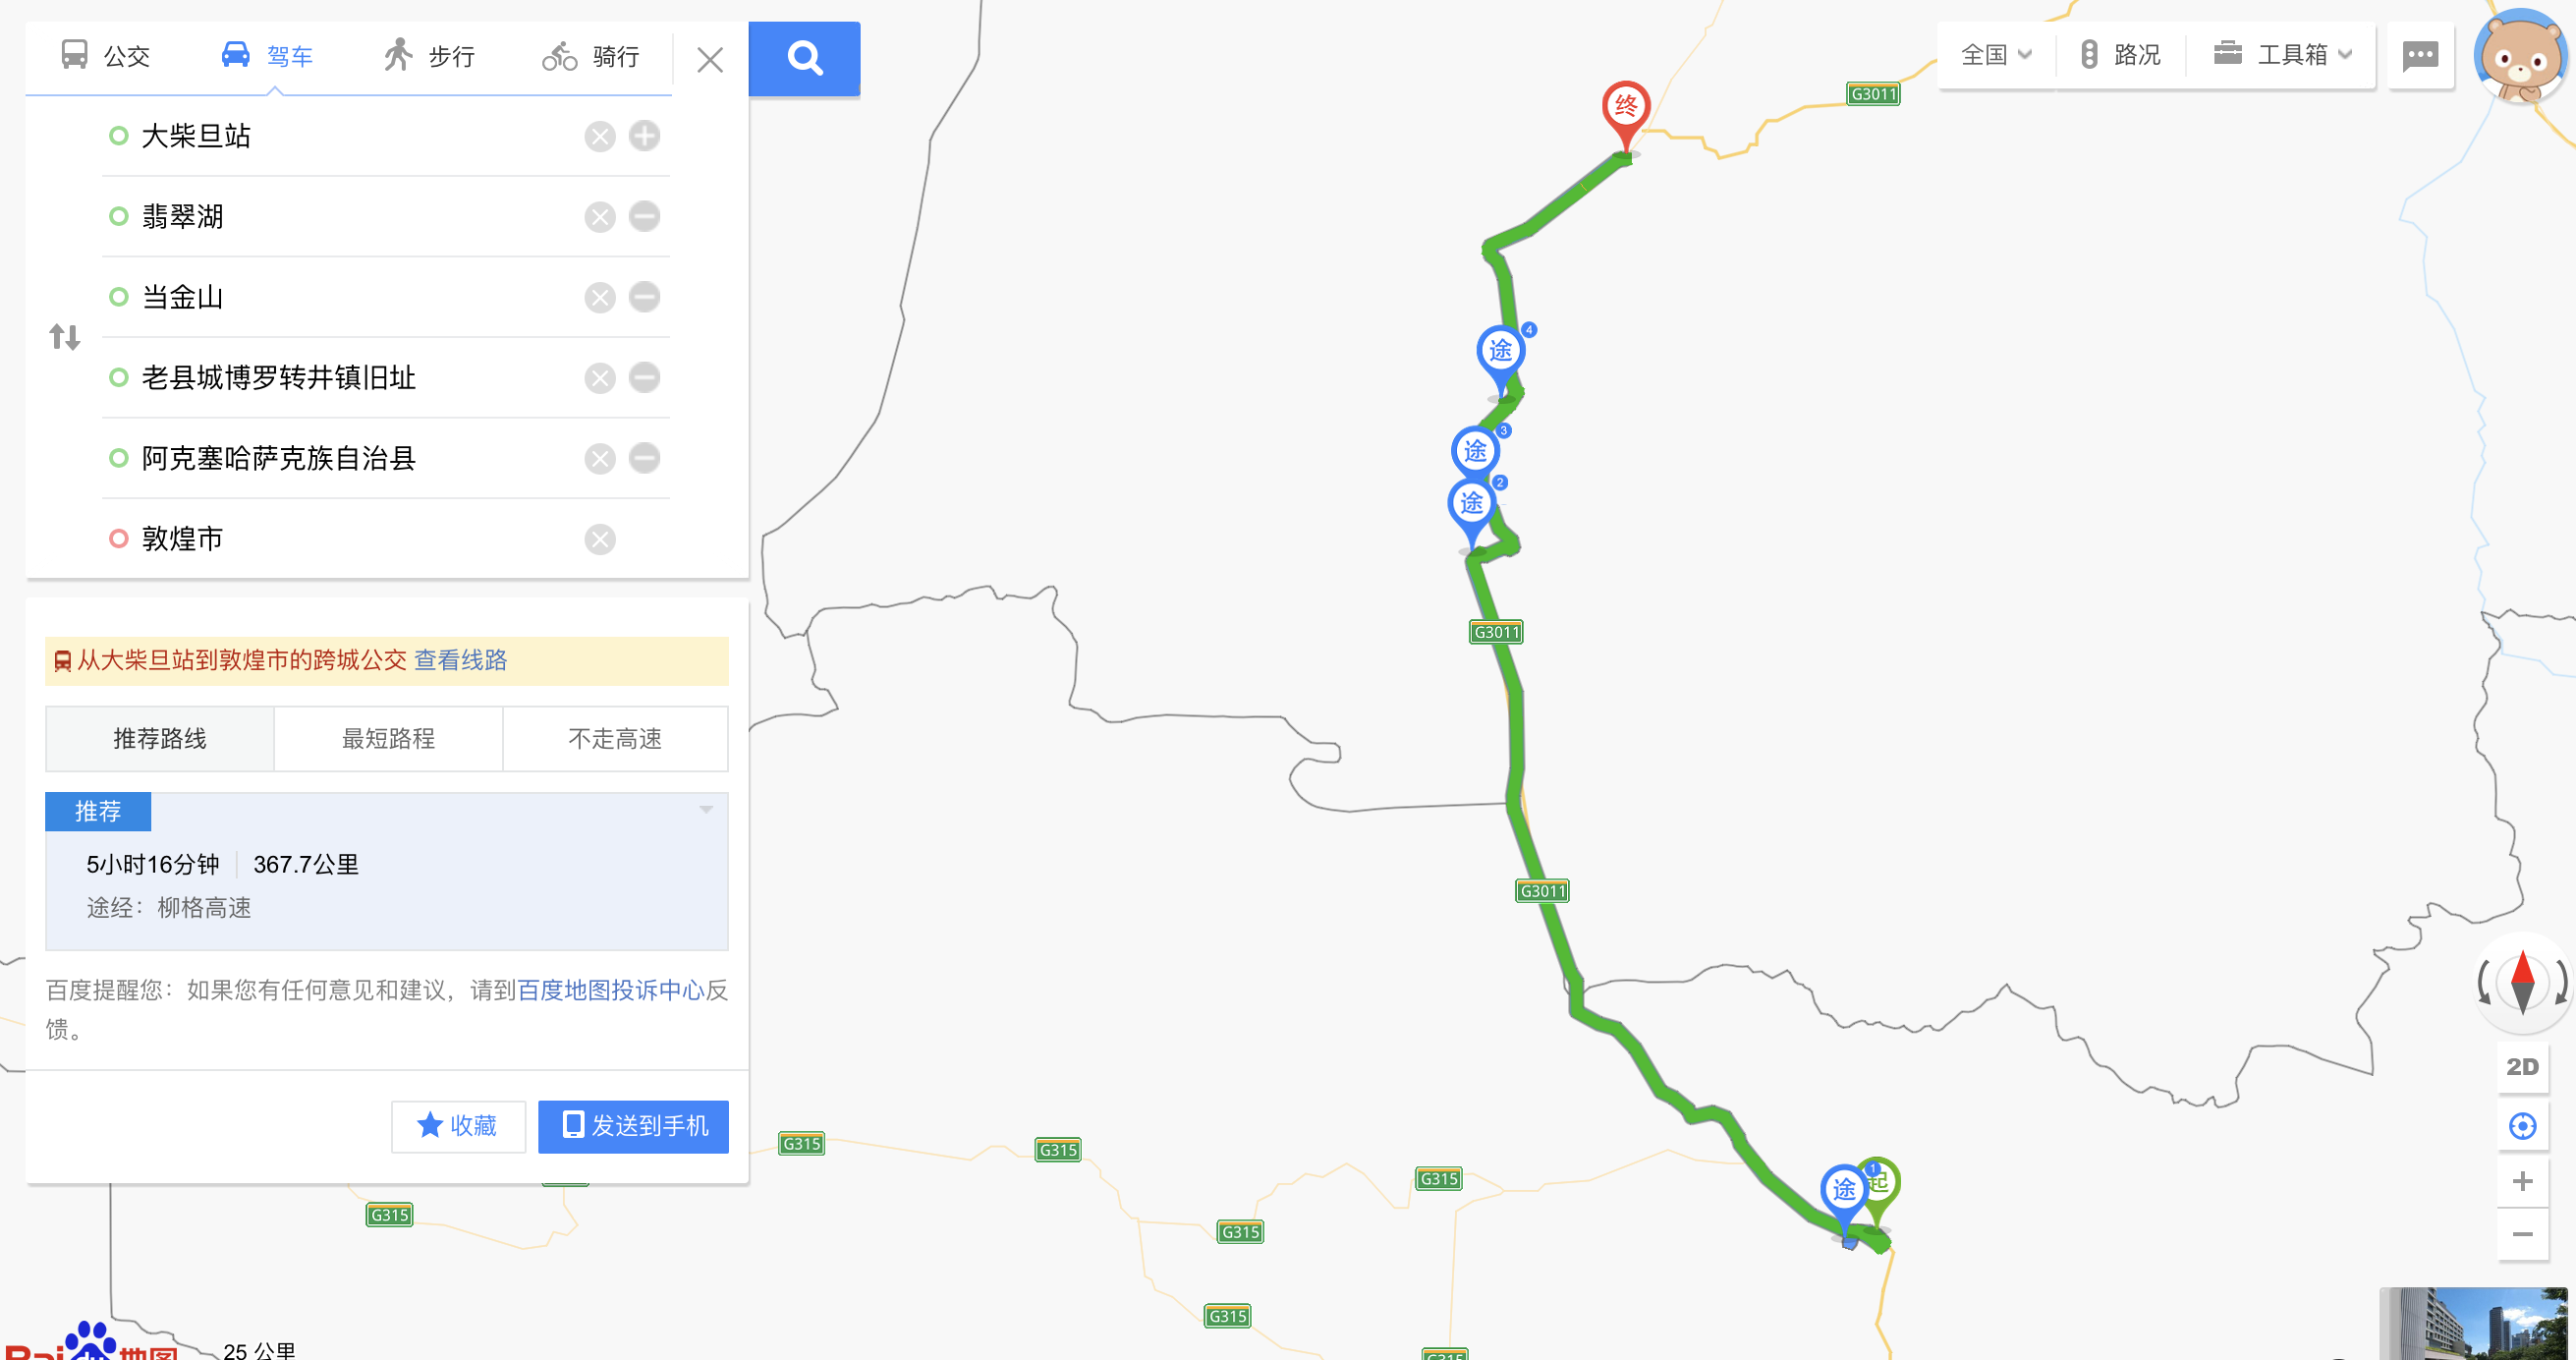 公交 驾车 步行 骑行
全国 路况 工具箱
大柴旦站
翡翠湖
当金山
老县城博罗转井镇旧址
阿克塞哈萨克族自治县
敦煌市
从大柴旦站到敦煌市的跨城公交 查看线路
推荐路线 最短路程 不走高速
推荐
5小时16分钟 367.7公里
途经：柳格高速
百度提醒您：如果您有任何意见和建议，请到百度地图投诉中心反
馈。
收藏 发送到手机
G3011
终
途 4
途 3
途 2
G3011
G3011
途 1
起
G315
G315
G315
G315
G315
G315
G315
2D
25 公里
Bai du 地图